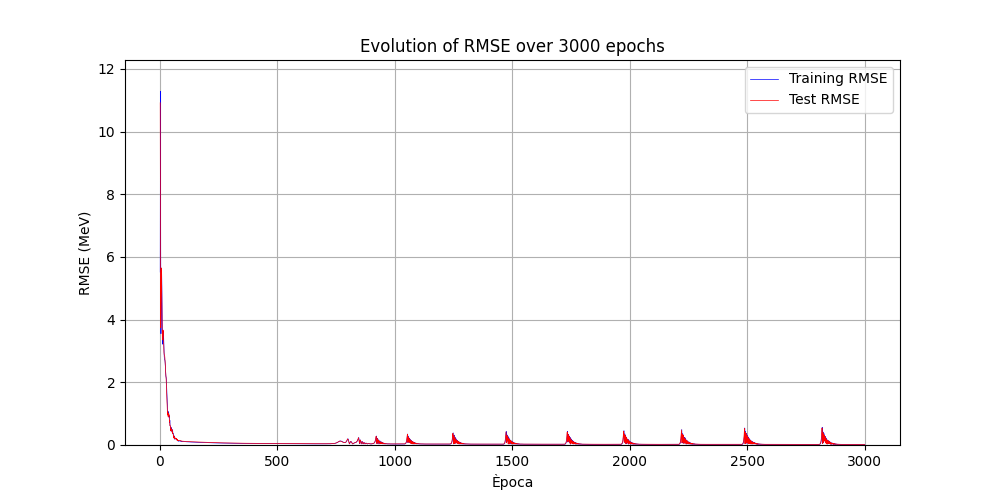 Evolution of RMSE over 3000 epochs
12
10
8
6
4
2
0
RMSE (MeV)
Training RMSE
Test RMSE
0 500 1000 1500 2000 2500 3000
Època